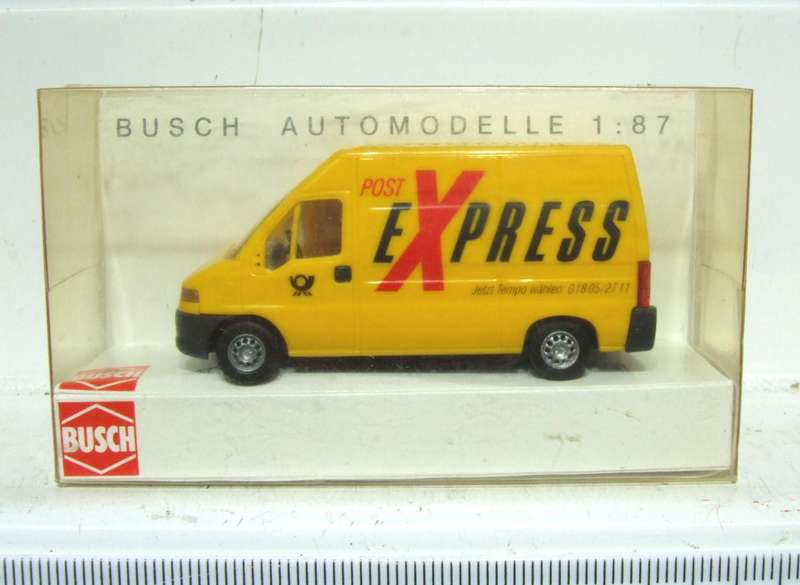 BUSCH AUTOMODELLE 1:87
POST
EXPRESS
Jetzt Tempo wählen: 01805/2711
BUSCH
BUSCH